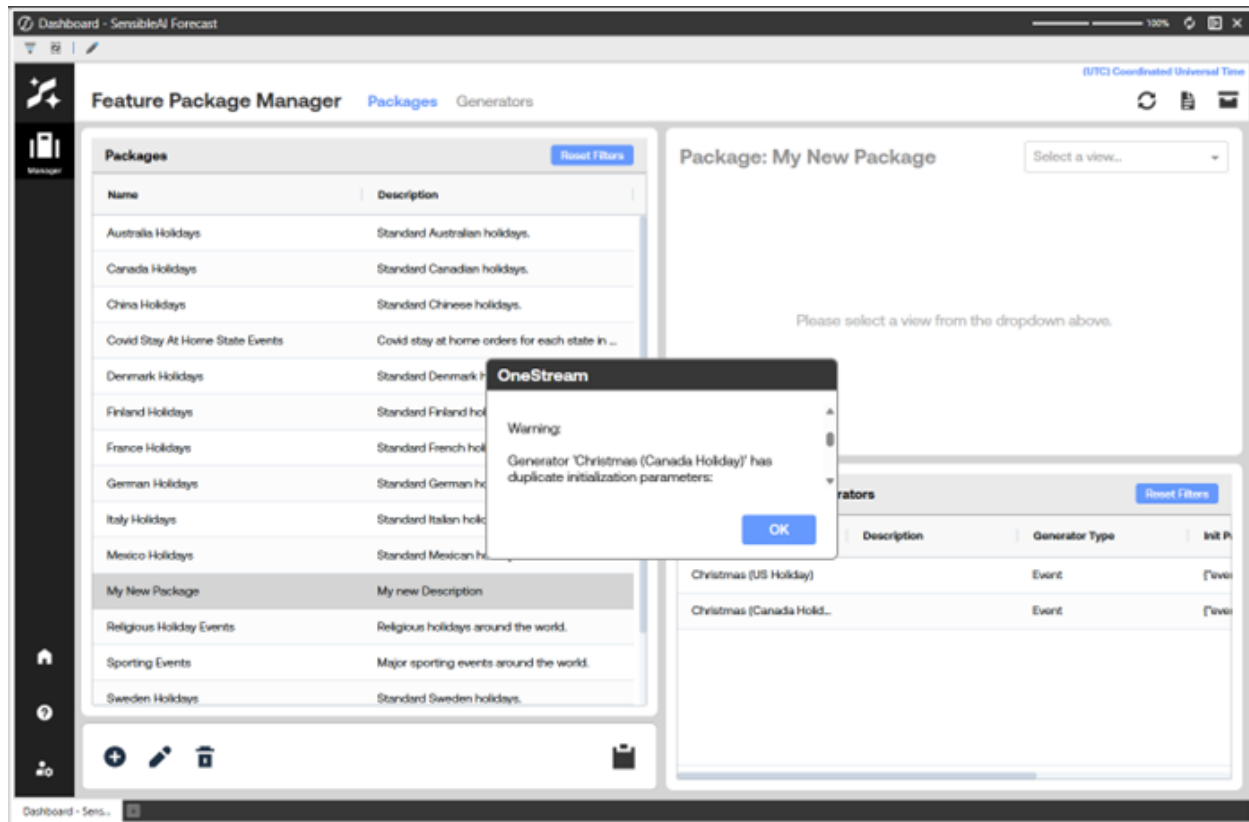 Dashboard - SensibleAI Forecast
100%
(UTC) Coordinated Universal Time
Feature Package Manager Packages Generators
Manager
Packages Reset Filters
Name Description
Australia Holidays Standard Australian holidays.
Canada Holidays Standard Canadian holidays.
China Holidays Standard Chinese holidays.
Covid Stay At Home State Events Covid stay at home orders for each state in ...
Denmark Holidays Standard Denmark h
Finland Holidays Standard Finland hol
France Holidays Standard French holi
German Holidays Standard German ho
Italy Holidays Standard Italian holid
Mexico Holidays Standard Mexican h
My New Package My new Description
Religious Holiday Events Religious holidays around the world.
Sporting Events Major sporting events around the world.
Sweden Holidays Standard Sweden holidays.
Package: My New Package Select a view...
Please select a view from the dropdown above.
OneStream
Warning:
Generator 'Christmas (Canada Holiday)' has
duplicate initialization parameters:
OK
rators Reset Filters
Description Generator Type Init P
Christmas (US Holiday) Event {"eve
Christmas (Canada Holid... Event {"eve
Dashboard - Sens...